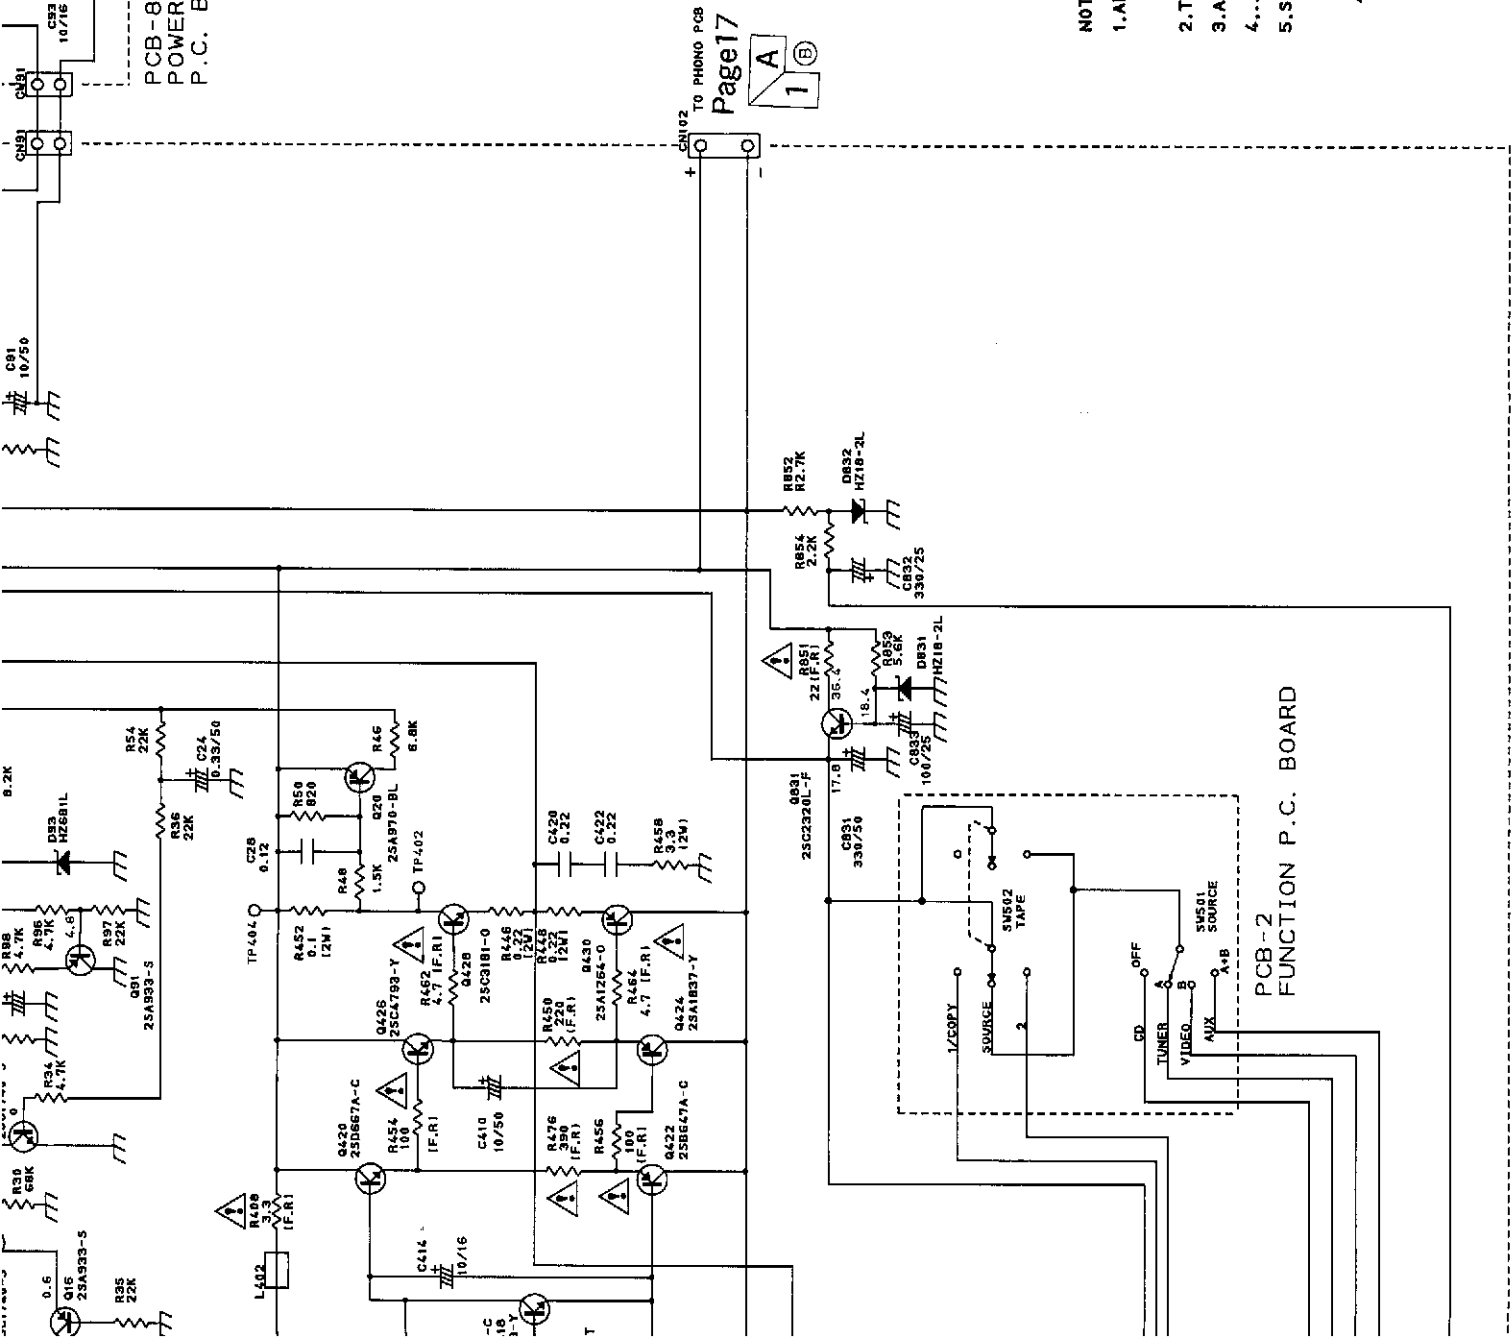 C93
10/16
PCB-8
POWER
P.C. B
CN91
CN91
CN102
TO PHONO PCB
Page17
A
1
B
+
-
NOT
1.A
2.T
3.A
4...
5.S
C91
10/50
R852
R2.7K
D832
HZ18-2L
R854
2.2K
C832
330/25
R851
22(F.R)
36.4
R853
5.6K
D831
HZ18-2L
18.4
C833
100/25
17.8
Q831
2SC2320L-F
C831
330/50
8.2K
R54
22K
C24
0.33/50
R36
22K
D93
HZ6B1L
R46
6.8K
R50
820
Q20
2SA970-BL
C28
0.12
R48
1.5K
TP402
TP404
R452
0.1
(2W)
C420
0.22
C422
0.22
R458
3.3
(2W)
R98
4.7K
R96
4.7K
4.8
R97
22K
Q91
2SA933-S
R462
4.7 (F.R)
Q428
2SC3181-O
R446
0.22
(2W)
R448
0.22
(2W)
Q430
2SA1264-O
R464
4.7 (F.R)
Q426
2SC4793-Y
R450
220
(F.R)
Q424
2SA1837-Y
R34
4.7K
0
Q420
2SD667A-C
R454
100
(F.R)
C410
10/50
R476
390
(F.R)
R456
100
(F.R)
Q422
2SB647A-C
R30
68K
R408
3.3
(F.R)
L402
C414
10/16
0.6
Q16
2SA933-S
R35
22K
SW502
TAPE
SW501
SOURCE
1/COPY
SOURCE
2
OFF
A
B
A+B
CD
TUNER
VIDEO
AUX
PCB-2
FUNCTION P.C. BOARD